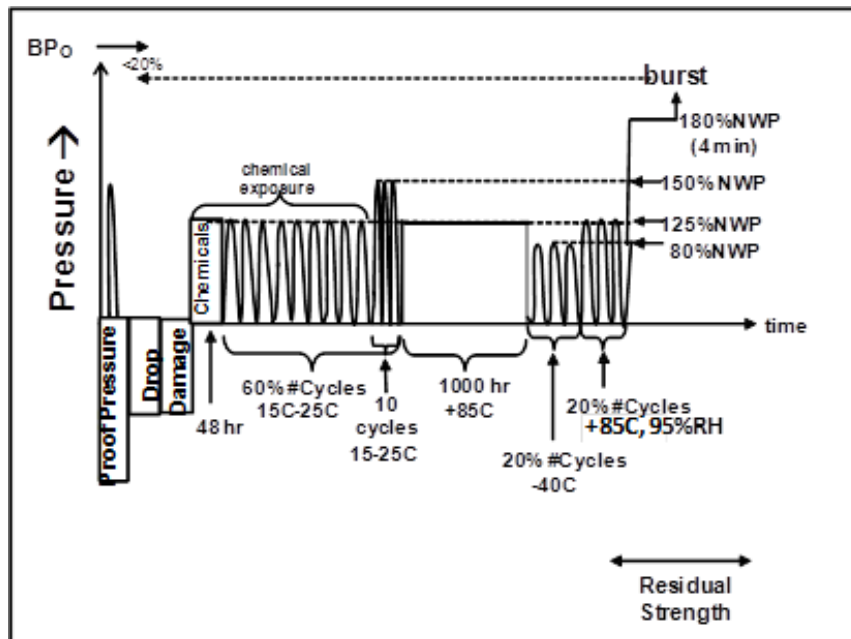 BPO
<20%
burst
Pressure →
180%NWP
(4 min)
chemical
exposure
150%NWP
125%NWP
80%NWP
Chemicals
time
Proof Pressure
Drop
Damage
48 hr
60% #Cycles
15C-25C
10
cycles
15-25C
1000 hr
+85C
20% #Cycles
-40C
20% #Cycles
+85C, 95%RH
Residual
Strength